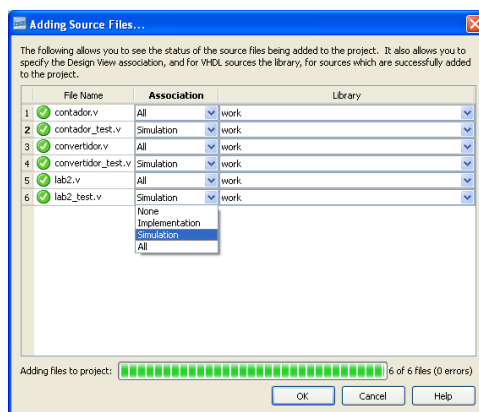 Adding Source Files...
The following allows you to see the status of the source files being added to the project. It also allows you to
specify the Design View association, and for VHDL sources the library, for sources which are successfully added
to the project.
File Name Association Library
1 contador.v All work
2 contador_test.v Simulation work
3 convertidor.v All work
4 convertidor_test.v Simulation work
5 lab2.v All work
6 lab2_test.v Simulation work
None
Implementation
Simulation
All
Adding files to project: 6 of 6 files (0 errors)
OK Cancel Help